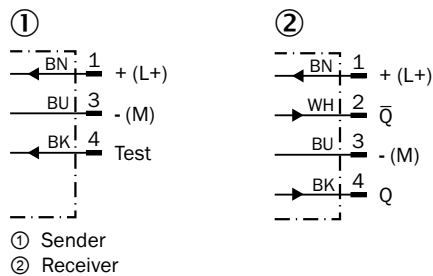 ① ②
BN 1 + (L+)
BU 3 - (M)
BK 4 Test
BN 1 + (L+)
WH 2 Q̅
BU 3 - (M)
BK 4 Q
① Sender
② Receiver